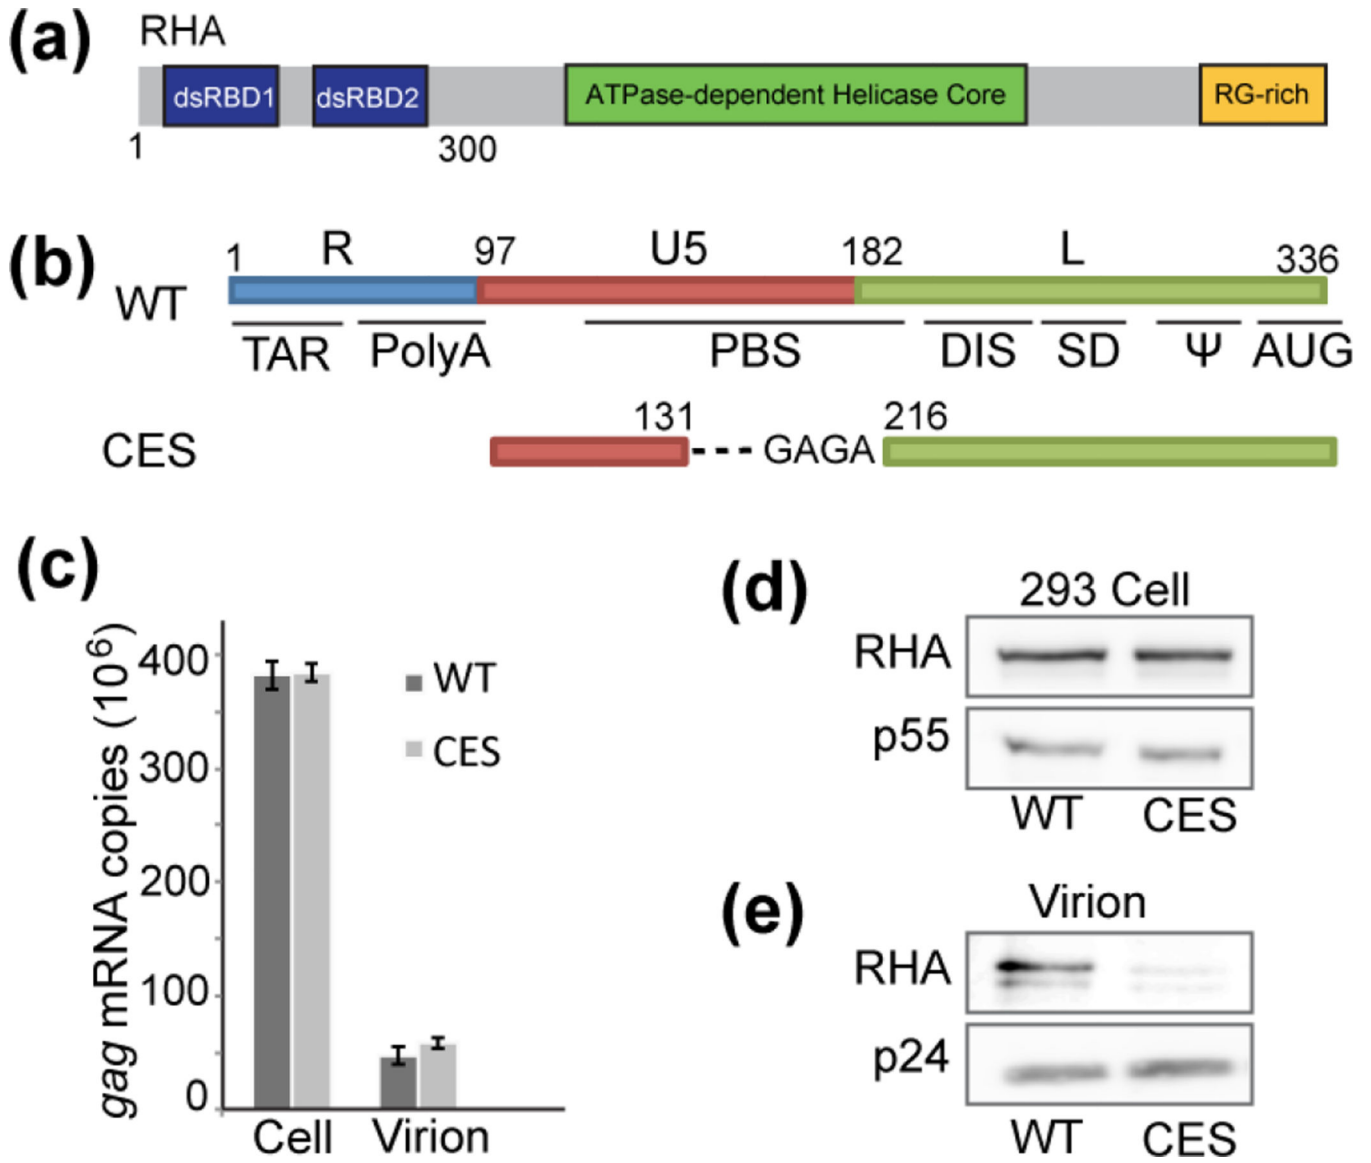 (a) RHA
dsRBD1 dsRBD2 ATPase-dependent Helicase Core RG-rich
1 300
(b) 1 R 97 U5 182 L 336
WT
TAR PolyA PBS DIS SD Ψ AUG
131 216
CES ---GAGA
(c)
gag mRNA copies (10⁶)
400
300
200
100
0
WT
CES
Cell Virion
(d) 293 Cell
RHA
p55
WT CES
(e) Virion
RHA
p24
WT CES